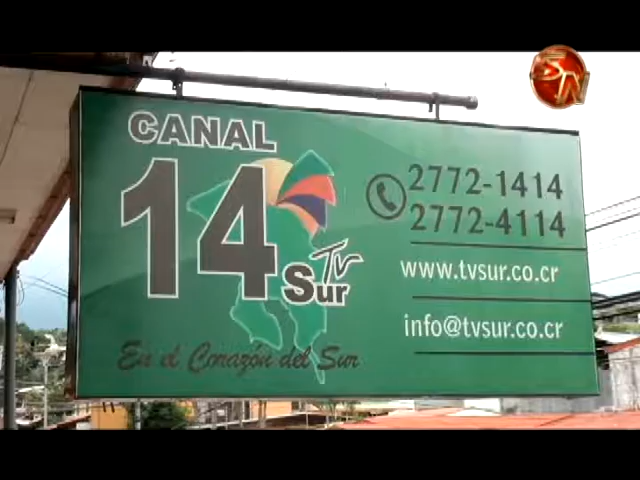 SN
CANAL
14
Sur
Tv
En el Corazón del Sur
2772-1414
2772-4114
www.tvsur.co.cr
info@tvsur.co.cr